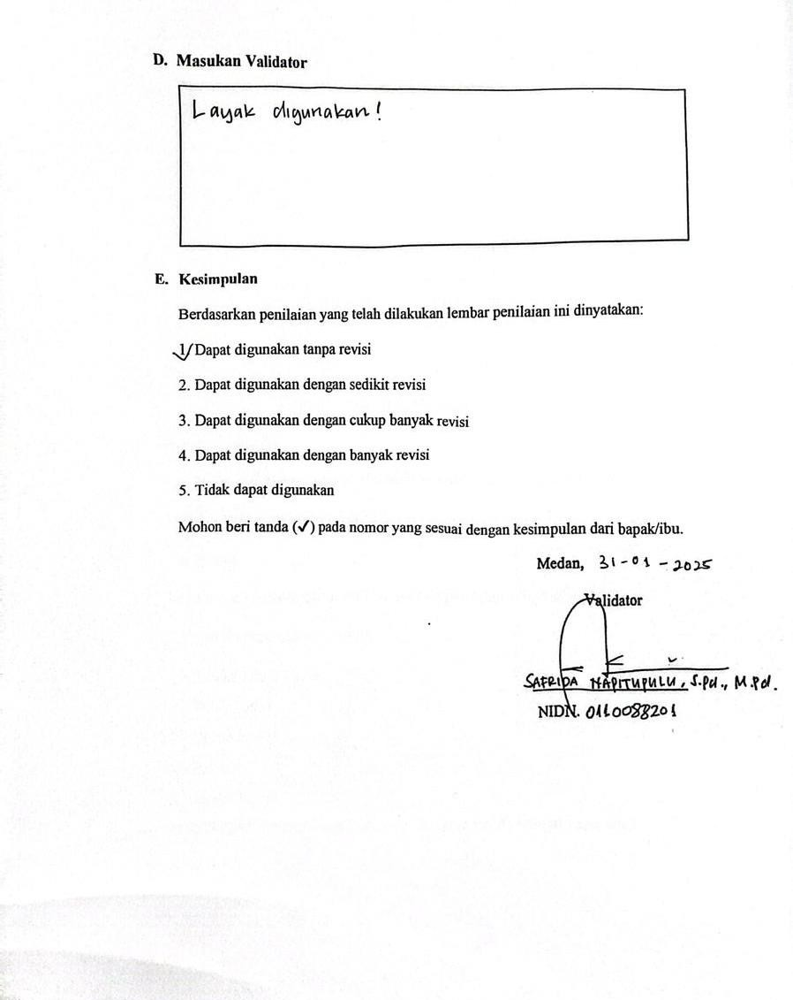 D. Masukan Validator
Layak digunakan!
E. Kesimpulan
Berdasarkan penilaian yang telah dilakukan lembar penilaian ini dinyatakan:
1. Dapat digunakan tanpa revisi
2. Dapat digunakan dengan sedikit revisi
3. Dapat digunakan dengan cukup banyak revisi
4. Dapat digunakan dengan banyak revisi
5. Tidak dapat digunakan
Mohon beri tanda (✓) pada nomor yang sesuai dengan kesimpulan dari bapak/ibu.
Medan, 31-01-2025
Validator
SAFRIDA NAPITUPULU, S.Pd., M.Pd.
NIDN. 0110088201